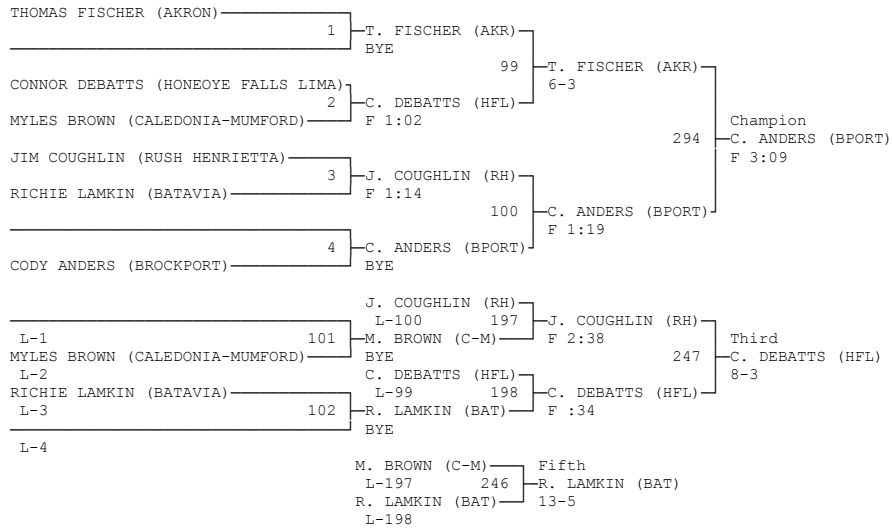 THOMAS FISCHER (AKRON)
1 T. FISCHER (AKR)
BYE
99 T. FISCHER (AKR)
6-3
CONNOR DEBATTS (HONEOYE FALLS LIMA)
2 C. DEBATTS (HFL)
MYLES BROWN (CALEDONIA-MUMFORD) F 1:02
Champion
294 C. ANDERS (BPORT)
F 3:09
JIM COUGHLIN (RUSH HENRIETTA)
3 J. COUGHLIN (RH)
RICHIE LAMKIN (BATAVIA) F 1:14
100 C. ANDERS (BPORT)
F 1:19
4 C. ANDERS (BPORT)
CODY ANDERS (BROCKPORT) BYE
J. COUGHLIN (RH)
L-100 197 J. COUGHLIN (RH)
L-1 101 M. BROWN (C-M) F 2:38 Third
MYLES BROWN (CALEDONIA-MUMFORD) BYE 247 C. DEBATTS (HFL)
L-2 C. DEBATTS (HFL) 8-3
RICHIE LAMKIN (BATAVIA) L-99 198 C. DEBATTS (HFL)
L-3 102 R. LAMKIN (BAT) F :34
BYE
L-4
M. BROWN (C-M) Fifth
L-197 246 R. LAMKIN (BAT)
R. LAMKIN (BAT) 13-5
L-198